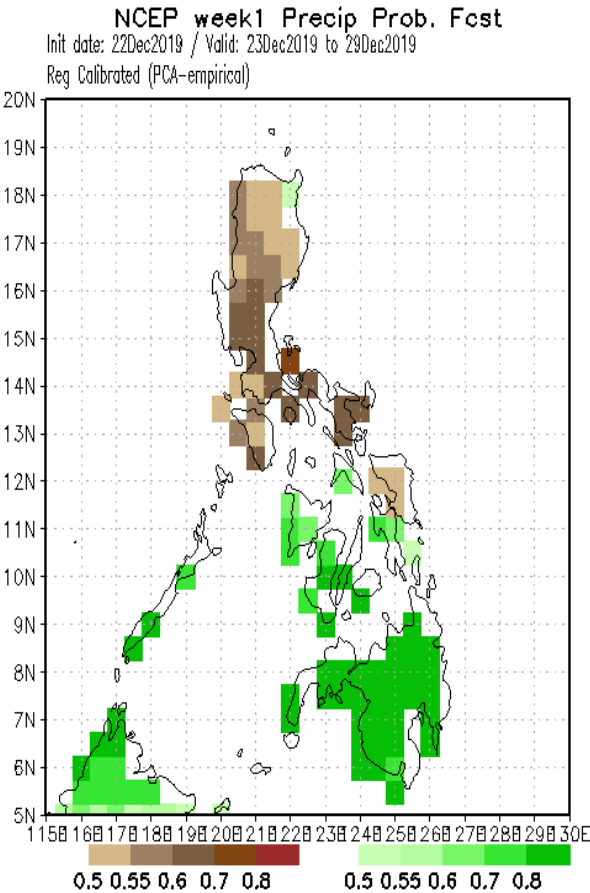 NCEP week1 Precip Prob. Fcst
Init date: 22Dec2019 / Valid: 23Dec2019 to 29Dec2019
Reg Calibrated (PCA-empirical)
20N
19N
18N
17N
16N
15N
14N
13N
12N
11N
10N
9N
8N
7N
6N
5N
115E 116E 117E 118E 119E 120E 121E 122E 123E 124E 125E 126E 127E 128E 129E 130E
0.5 0.55 0.6 0.7 0.8 0.5 0.55 0.6 0.7 0.8